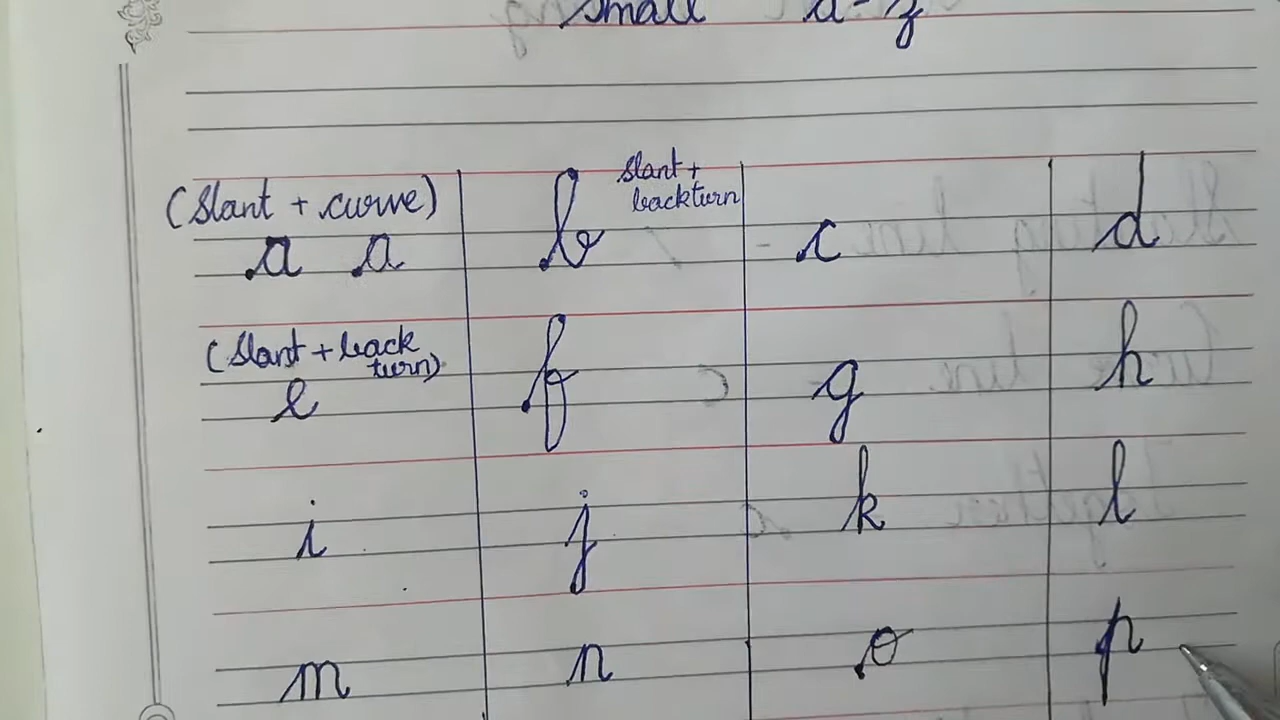 small a-z
(Slant + curve)
a a
b
slant +
backturn
c
d
(Slant + back
turn)
e
f
g
h
i
j
k
l
m
n
o
p